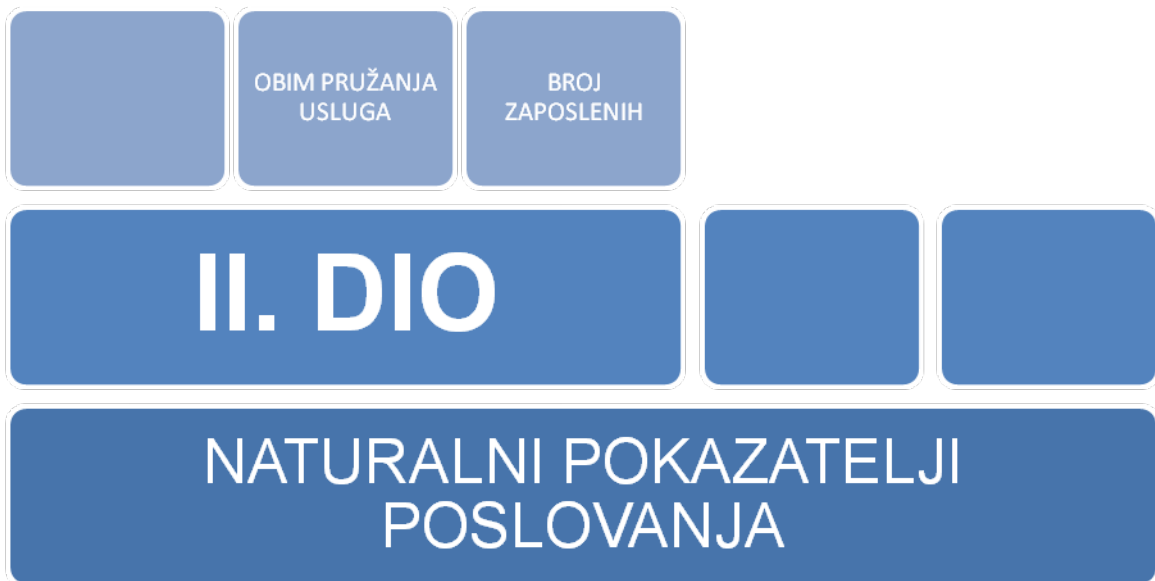 OBIM PRUŽANJA
USLUGA
BROJ
ZAPOSLENIH
II. DIO
NATURALNI POKAZATELJI
POSLOVANJA